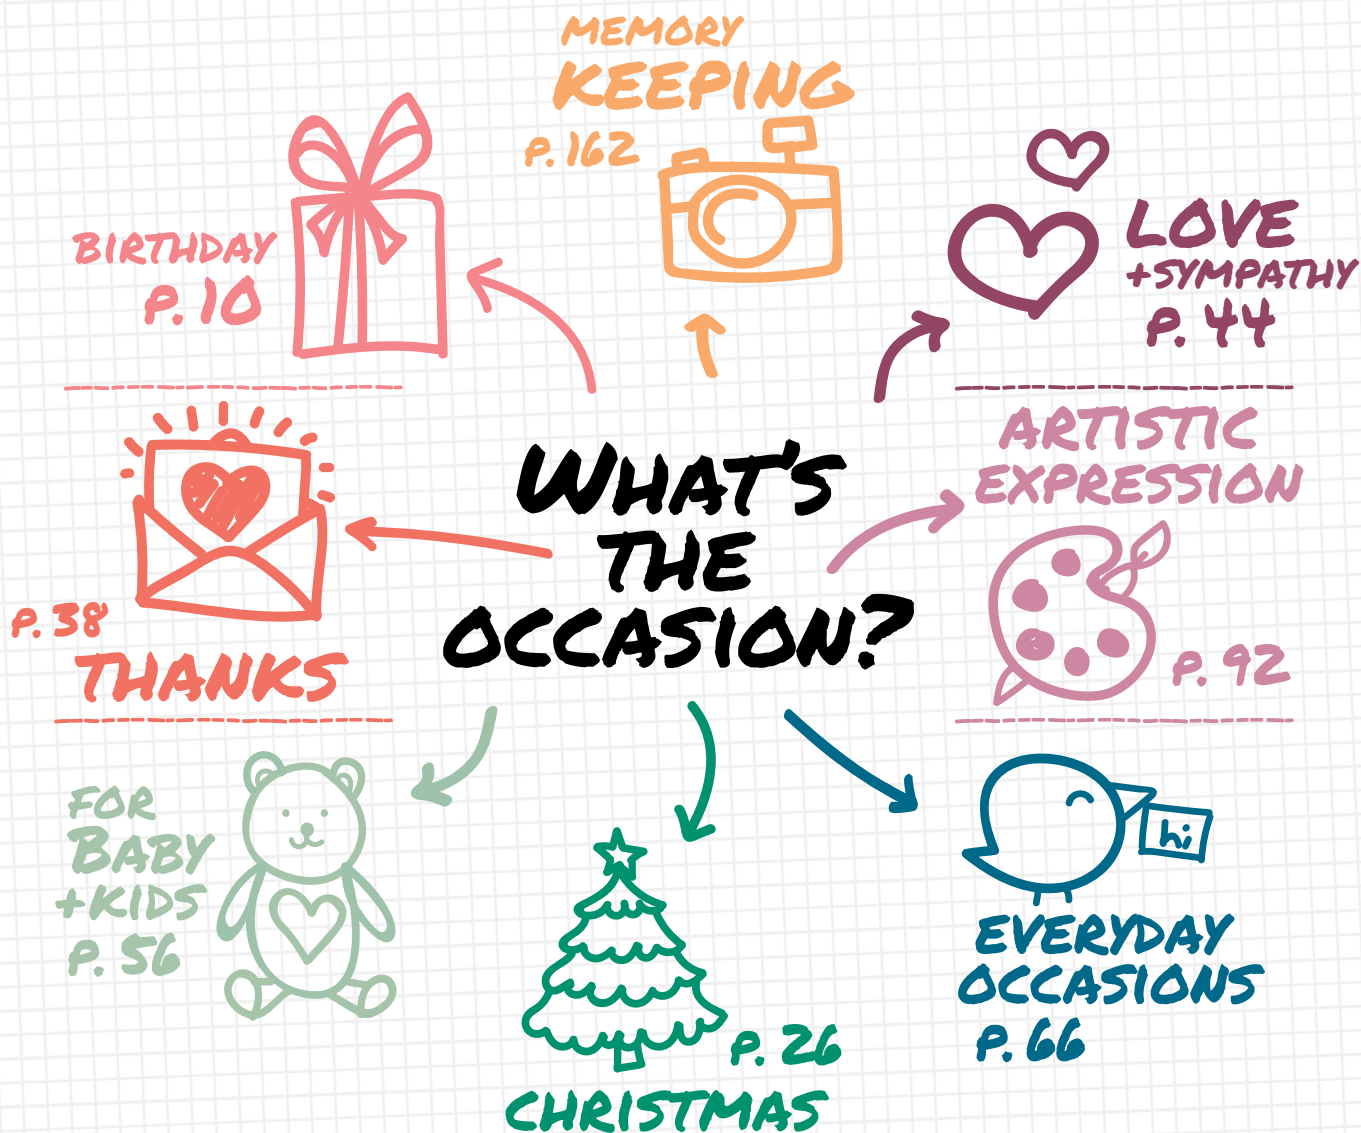 MEMORY
KEEPING
P. 162
BIRTHDAY
P. 10
LOVE
+SYMPATHY
P. 44
WHAT'S
THE
OCCASION?
ARTISTIC
EXPRESSION
P. 92
P. 38
THANKS
FOR
BABY
+KIDS
P. 56
hi
EVERYDAY
OCCASIONS
P. 66
P. 26
CHRISTMAS